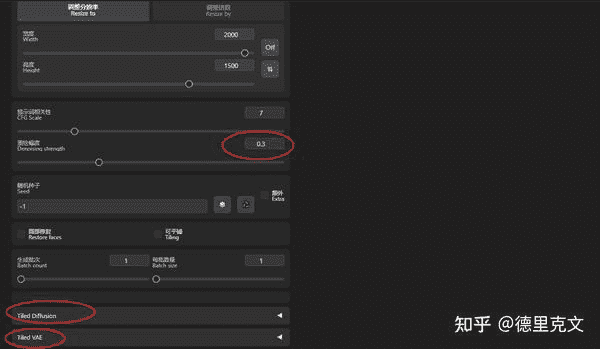 调整分辨率
Resize to
调整倍数
Resize by
宽度
Width
2000
Off
高度
Height
1500
提示词相关性
CFG Scale
7
重绘幅度
Denoising strength
0.3
随机种子
Seed
-1
额外
Extra
面部修复
Restore faces
可平铺
Tiling
生成批次
Batch count
1
每批数量
Batch size
1
Tiled Diffusion
Tiled VAE
知乎 @德里克文